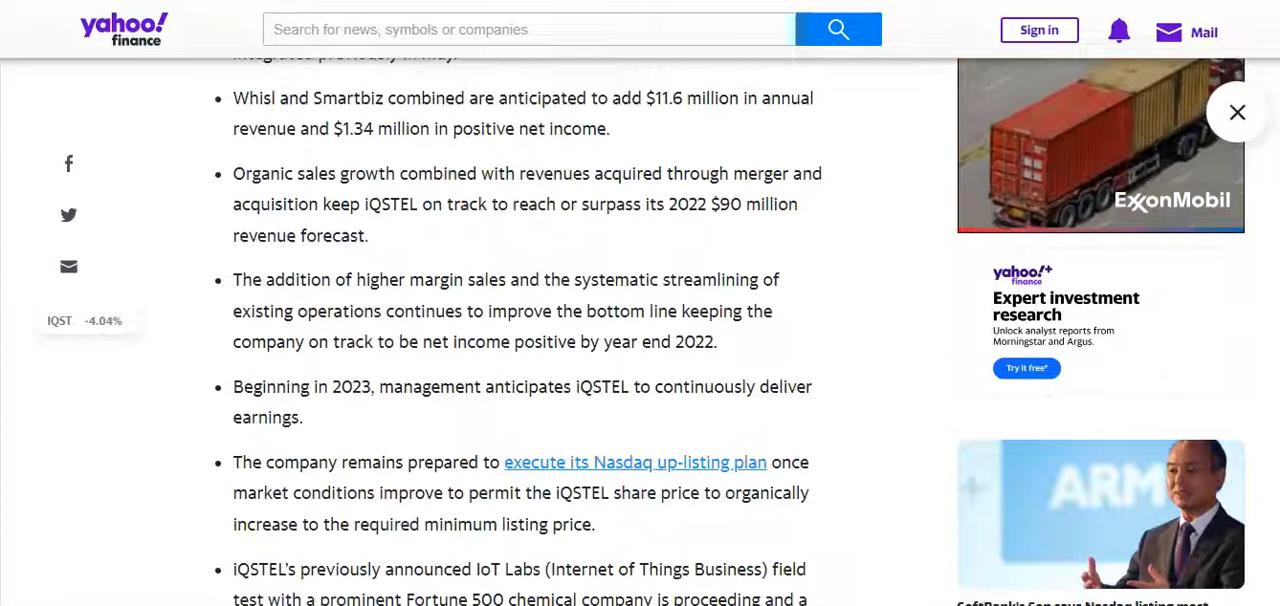 yahoo!
finance
Search for news, symbols or companies
Sign in
Mail
integrated previously in May.
• Whisl and Smartbiz combined are anticipated to add $11.6 million in annual
revenue and $1.34 million in positive net income.
• Organic sales growth combined with revenues acquired through merger and
acquisition keep iQSTEL on track to reach or surpass its 2022 $90 million
revenue forecast.
• The addition of higher margin sales and the systematic streamlining of
existing operations continues to improve the bottom line keeping the
company on track to be net income positive by year end 2022.
• Beginning in 2023, management anticipates iQSTEL to continuously deliver
earnings.
• The company remains prepared to execute its Nasdaq up-listing plan once
market conditions improve to permit the iQSTEL share price to organically
increase to the required minimum listing price.
• iQSTEL's previously announced IoT Labs (Internet of Things Business) field
test with a prominent Fortune 500 chemical company is proceeding and a
IQST -4.04%
ExxonMobil
yahoo!+
finance
Expert investment
research
Unlock analyst reports from
Morningstar and Argus.
Try it free*
ARM
SoftBank's Son says Nasdaq listing most